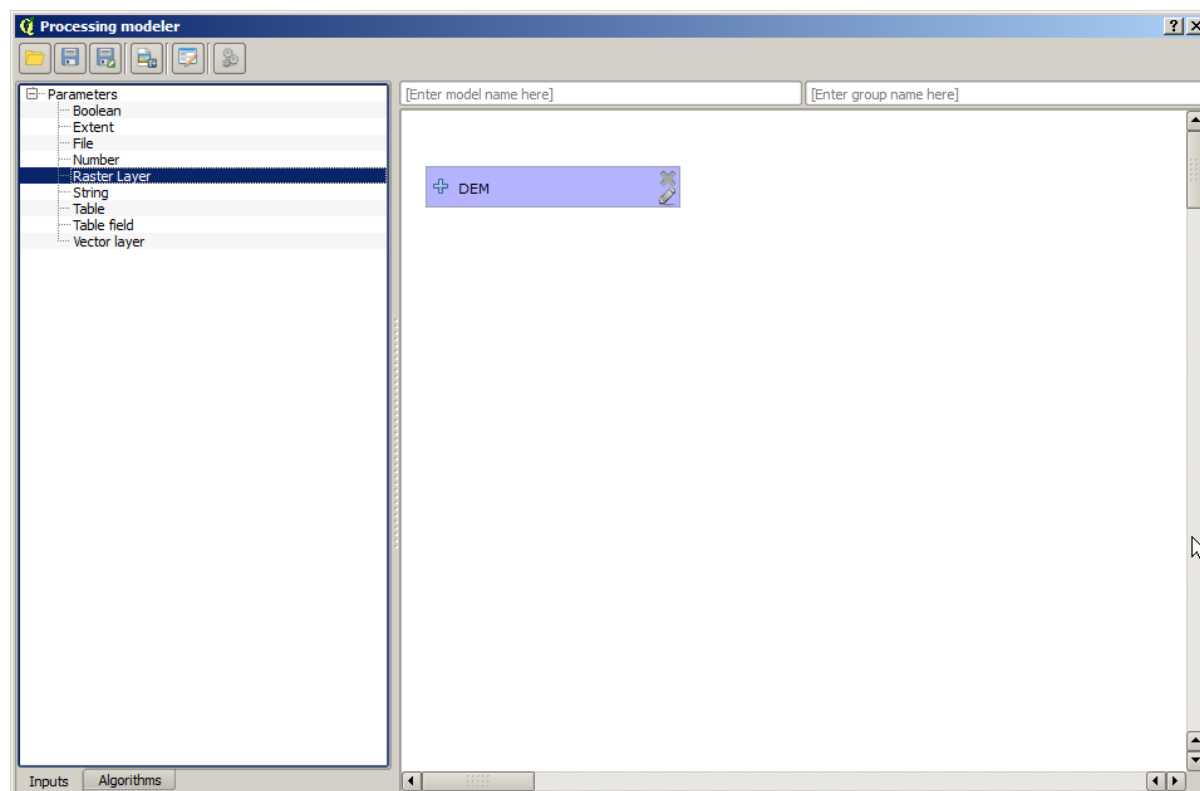 Processing modeler
Parameters
Boolean
Extent
File
Number
Raster Layer
String
Table
Table field
Vector layer
Inputs
Algorithms
[Enter model name here]
[Enter group name here]
DEM